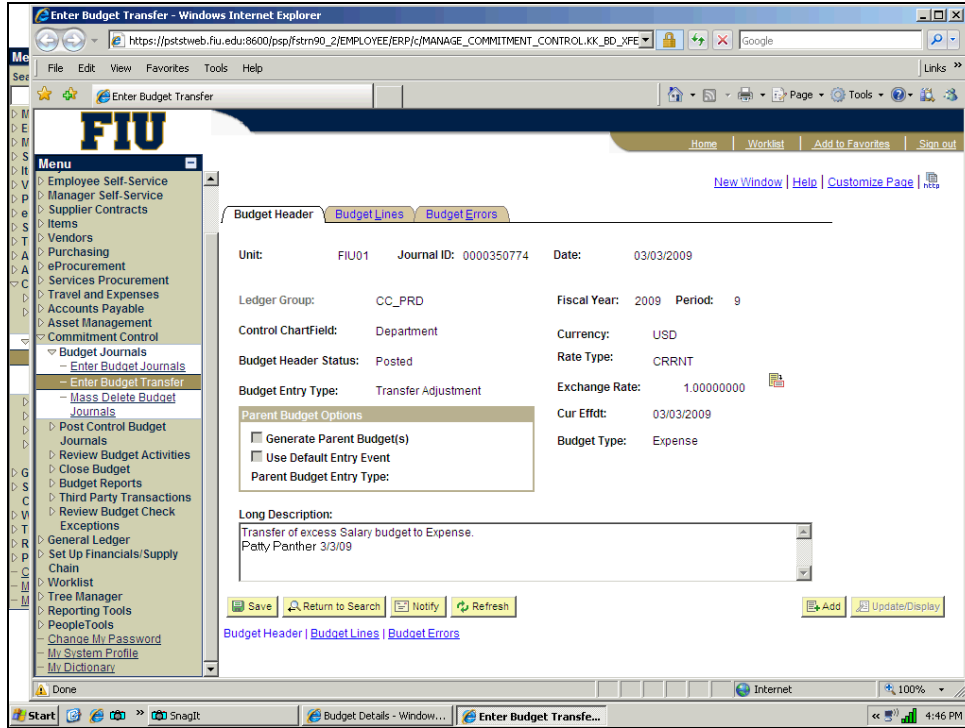 Enter Budget Transfer - Windows Internet Explorer
https://pststweb.fiu.edu:8600/psp/fstrn90_2/EMPLOYEE/ERP/c/MANAGE_COMMITMENT_CONTROL.KK_BD_XFE
Google
File Edit View Favorites Tools Help
Links »
Enter Budget Transfer
Page Tools
FIU
Home Worklist Add to Favorites Sign out
Menu
Employee Self-Service
Manager Self-Service
Supplier Contracts
Items
Vendors
Purchasing
eProcurement
Services Procurement
Travel and Expenses
Accounts Payable
Asset Management
Commitment Control
Budget Journals
– Enter Budget Journals
– Enter Budget Transfer
– Mass Delete Budget
Journals
Post Control Budget
Journals
Review Budget Activities
Close Budget
Budget Reports
Third Party Transactions
Review Budget Check
Exceptions
General Ledger
Set Up Financials/Supply
Chain
Worklist
Tree Manager
Reporting Tools
PeopleTools
– Change My Password
– My System Profile
– My Dictionary
New Window | Help | Customize Page |
http
Budget Header Budget Lines Budget Errors
Unit: FIU01 Journal ID: 0000350774 Date: 03/03/2009
Ledger Group: CC_PRD Fiscal Year: 2009 Period: 9
Control ChartField: Department Currency: USD
Budget Header Status: Posted Rate Type: CRRNT
Budget Entry Type: Transfer Adjustment Exchange Rate: 1.00000000
Parent Budget Options Cur Effdt: 03/03/2009
Generate Parent Budget(s) Budget Type: Expense
Use Default Entry Event
Parent Budget Entry Type:
Long Description:
Transfer of excess Salary budget to Expense.
Patty Panther 3/3/09
Save Return to Search Notify Refresh Add Update/Display
Budget Header | Budget Lines | Budget Errors
Done Internet 100%
Start » SnagIt Budget Details - Window... Enter Budget Transfe... « 4:46 PM